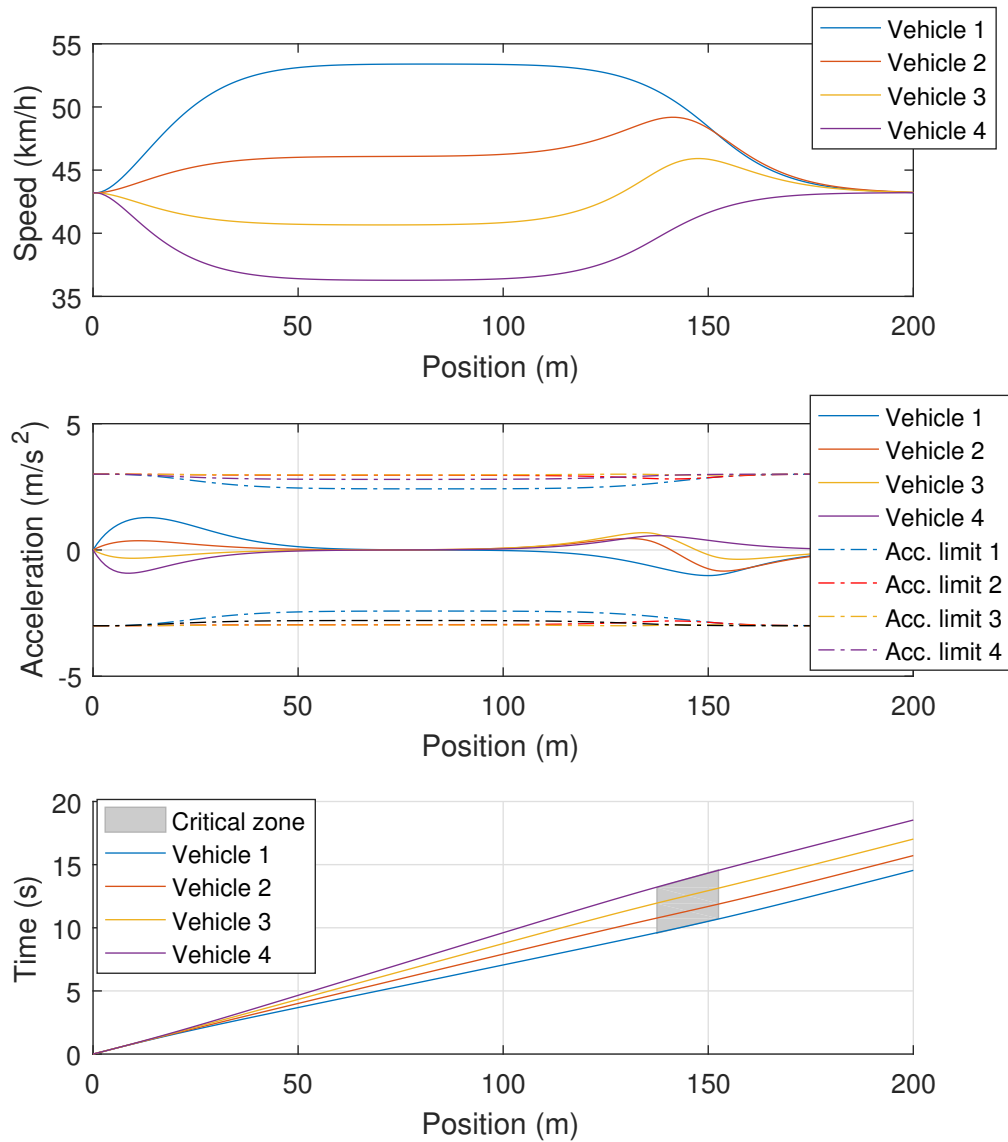 55
50
45
40
35
Speed (km/h)
0 50 100 150 200
Position (m)
Vehicle 1
Vehicle 2
Vehicle 3
Vehicle 4
5
0
-5
Acceleration (m/s²)
0 50 100 150 200
Position (m)
Vehicle 1
Vehicle 2
Vehicle 3
Vehicle 4
Acc. limit 1
Acc. limit 2
Acc. limit 3
Acc. limit 4
20
15
10
5
0
Time (s)
0 50 100 150 200
Position (m)
Critical zone
Vehicle 1
Vehicle 2
Vehicle 3
Vehicle 4